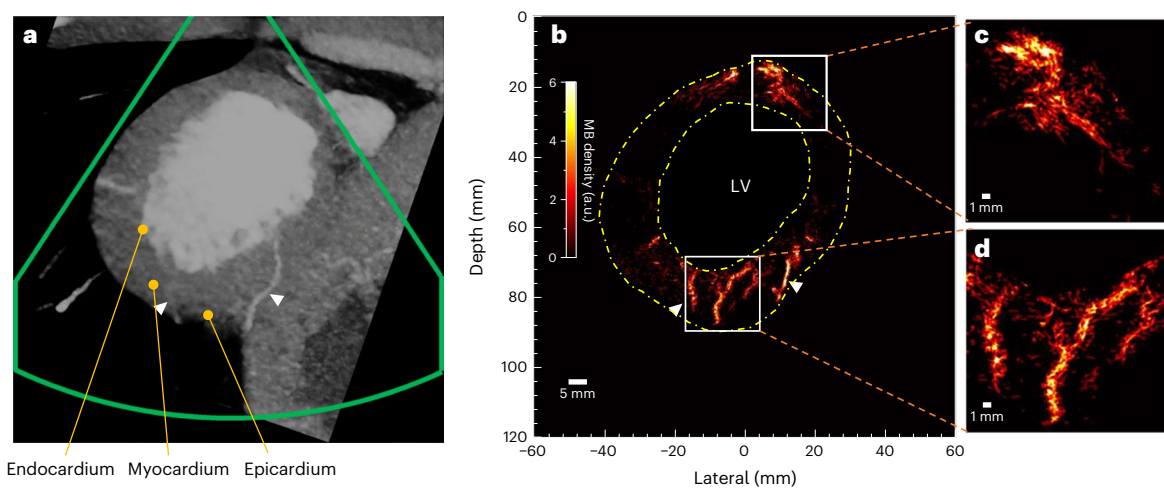 a
Endocardium Myocardium Epicardium
b
Depth (mm)
0
20
40
60
80
100
120
−60 −40 −20 0 20 40 60
Lateral (mm)
6
4
2
0
MB density (a.u.)
LV
5 mm
c
1 mm
d
1 mm